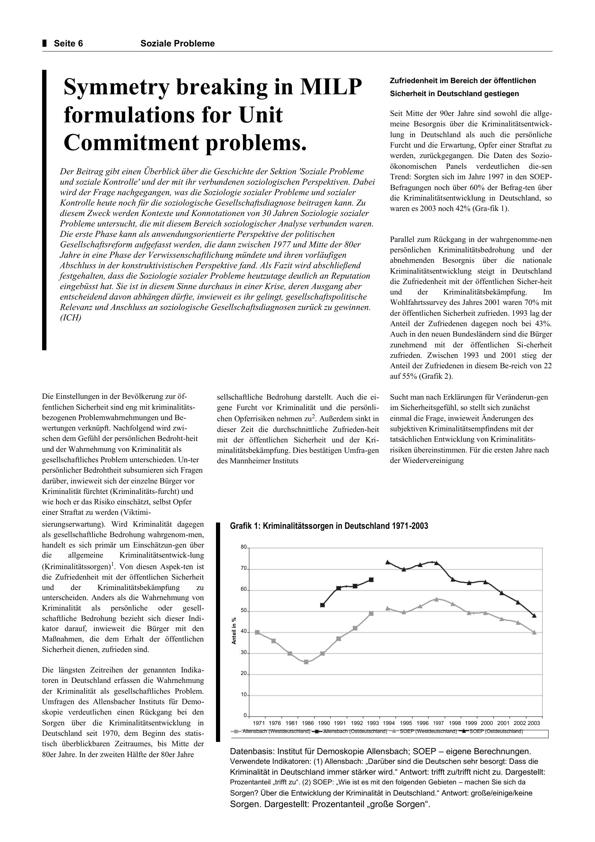 Seite 6 Soziale Probleme
Symmetry breaking in MILP
formulations for Unit
Commitment problems.
Der Beitrag gibt einen Überblick über die Geschichte der Sektion 'Soziale Probleme
und soziale Kontrolle' und der mit ihr verbundenen soziologischen Perspektiven. Dabei
wird der Frage nachgegangen, was die Soziologie sozialer Probleme und sozialer
Kontrolle heute noch für die soziologische Gesellschaftsdiagnose beitragen kann. Zu
diesem Zweck werden Kontexte und Konnotationen von 30 Jahren Soziologie sozialer
Probleme untersucht, die mit diesem Bereich soziologischer Analyse verbunden waren.
Die erste Phase kann als anwendungsorientierte Perspektive der politischen
Gesellschaftsreform aufgefasst werden, die dann zwischen 1977 und Mitte der 80er
Jahre in eine Phase der Verwissenschaftlichung mündete und ihren vorläufigen
Abschluss in der konstruktivistischen Perspektive fand. Als Fazit wird abschließend
festgehalten, dass die Soziologie sozialer Probleme heutzutage deutlich an Reputation
eingebüsst hat. Sie ist in diesem Sinne durchaus in einer Krise, deren Ausgang aber
entscheidend davon abhängen dürfte, inwieweit es ihr gelingt, gesellschaftspolitische
Relevanz und Anschluss an soziologische Gesellschaftsdiagnosen zurück zu gewinnen.
(ICH)
Zufriedenheit im Bereich der öffentlichen
Sicherheit in Deutschland gestiegen
Seit Mitte der 90er Jahre sind sowohl die allge-
meine Besorgnis über die Kriminalitätsentwick-
lung in Deutschland als auch die persönliche
Furcht und die Erwartung, Opfer einer Straftat zu
werden, zurückgegangen. Die Daten des Sozio-
ökonomischen Panels verdeutlichen die-sen
Trend: Sorgten sich im Jahre 1997 in den SOEP-
Befragungen noch über 60% der Befrag-ten über
die Kriminalitätsentwicklung in Deutschland, so
waren es 2003 noch 42% (Gra-fik 1).
Parallel zum Rückgang in der wahrgenomme-nen
persönlichen Kriminalitätsbedrohung und der
abnehmenden Besorgnis über die nationale
Kriminalitätsentwicklung steigt in Deutschland
die Zufriedenheit mit der öffentlichen Sicher-heit
und der Kriminalitätsbekämpfung. Im
Wohlfahrtssurvey des Jahres 2001 waren 70% mit
der öffentlichen Sicherheit zufrieden. 1993 lag der
Anteil der Zufriedenen dagegen noch bei 43%.
Auch in den neuen Bundesländern sind die Bürger
zunehmend mit der öffentlichen Si-cherheit
zufrieden. Zwischen 1993 und 2001 stieg der
Anteil der Zufriedenen in diesem Be-reich von 22
auf 55% (Grafik 2).
Die Einstellungen in der Bevölkerung zur öf-
fentlichen Sicherheit sind eng mit kriminalitäts-
bezogenen Problemwahrnehmungen und Be-
wertungen verknüpft. Nachfolgend wird zwi-
schen dem Gefühl der persönlichen Bedroht-heit
und der Wahrnehmung von Kriminalität als
gesellschaftliches Problem unterschieden. Un-ter
persönlicher Bedrohtheit subsumieren sich Fragen
darüber, inwieweit sich der einzelne Bürger vor
Kriminalität fürchtet (Kriminalitäts-furcht) und
wie hoch er das Risiko einschätzt, selbst Opfer
einer Straftat zu werden (Viktimi-
sierungserwartung). Wird Kriminalität dagegen
als gesellschaftliche Bedrohung wahrgenom-men,
handelt es sich primär um Einschätzun-gen über
die allgemeine Kriminalitätsentwick-lung
(Kriminalitätssorgen)1. Von diesen Aspek-ten ist
die Zufriedenheit mit der öffentlichen Sicherheit
und der Kriminalitätsbekämpfung zu
unterscheiden. Anders als die Wahrnehmung von
Kriminalität als persönliche oder gesell-
schaftliche Bedrohung bezieht sich dieser Indi-
kator darauf, inwieweit die Bürger mit den
Maßnahmen, die dem Erhalt der öffentlichen
Sicherheit dienen, zufrieden sind.
Die längsten Zeitreihen der genannten Indika-
toren in Deutschland erfassen die Wahrnehmung
der Kriminalität als gesellschaftliches Problem.
Umfragen des Allensbacher Instituts für Demo-
skopie verdeutlichen einen Rückgang bei den
Sorgen über die Kriminalitätsentwicklung in
Deutschland seit 1970, dem Beginn des statis-
tisch überblickbaren Zeitraumes, bis Mitte der
80er Jahre. In der zweiten Hälfte der 80er Jahre
sellschaftliche Bedrohung darstellt. Auch die ei-
gene Furcht vor Kriminalität und die persönli-
chen Opferrisiken nehmen zu2. Außerdem sinkt in
dieser Zeit die durchschnittliche Zufrieden-heit
mit der öffentlichen Sicherheit und der Kri-
minalitätsbekämpfung. Dies bestätigen Umfra-gen
des Mannheimer Instituts
Sucht man nach Erklärungen für Veränderun-gen
im Sicherheitsgefühl, so stellt sich zunächst
einmal die Frage, inwieweit Änderungen des
subjektiven Kriminalitätsempfindens mit der
tatsächlichen Entwicklung von Kriminalitäts-
risiken übereinstimmen. Für die ersten Jahre nach
der Wiedervereinigung
Grafik 1: Kriminalitätssorgen in Deutschland 1971-2003
Anteil in %
80
70
60
50
40
30
20
10
0
1971 1976 1981 1986 1990 1991 1992 1993 1994 1995 1996 1997 1998 1999 2000 2001 2002 2003
Allensbach (Westdeutschland) Allensbach (Ostdeutschland) SOEP (Westdeutschland) SOEP (Ostdeutschland)
Datenbasis: Institut für Demoskopie Allensbach; SOEP – eigene Berechnungen.
Verwendete Indikatoren: (1) Allensbach: „Darüber sind die Deutschen sehr besorgt: Dass die
Kriminalität in Deutschland immer stärker wird.“ Antwort: trifft zu/trifft nicht zu. Dargestellt:
Prozentanteil „trifft zu“. (2) SOEP: „Wie ist es mit den folgenden Gebieten – machen Sie sich da
Sorgen? Über die Entwicklung der Kriminalität in Deutschland.“ Antwort: große/einige/keine
Sorgen. Dargestellt: Prozentanteil „große Sorgen“.